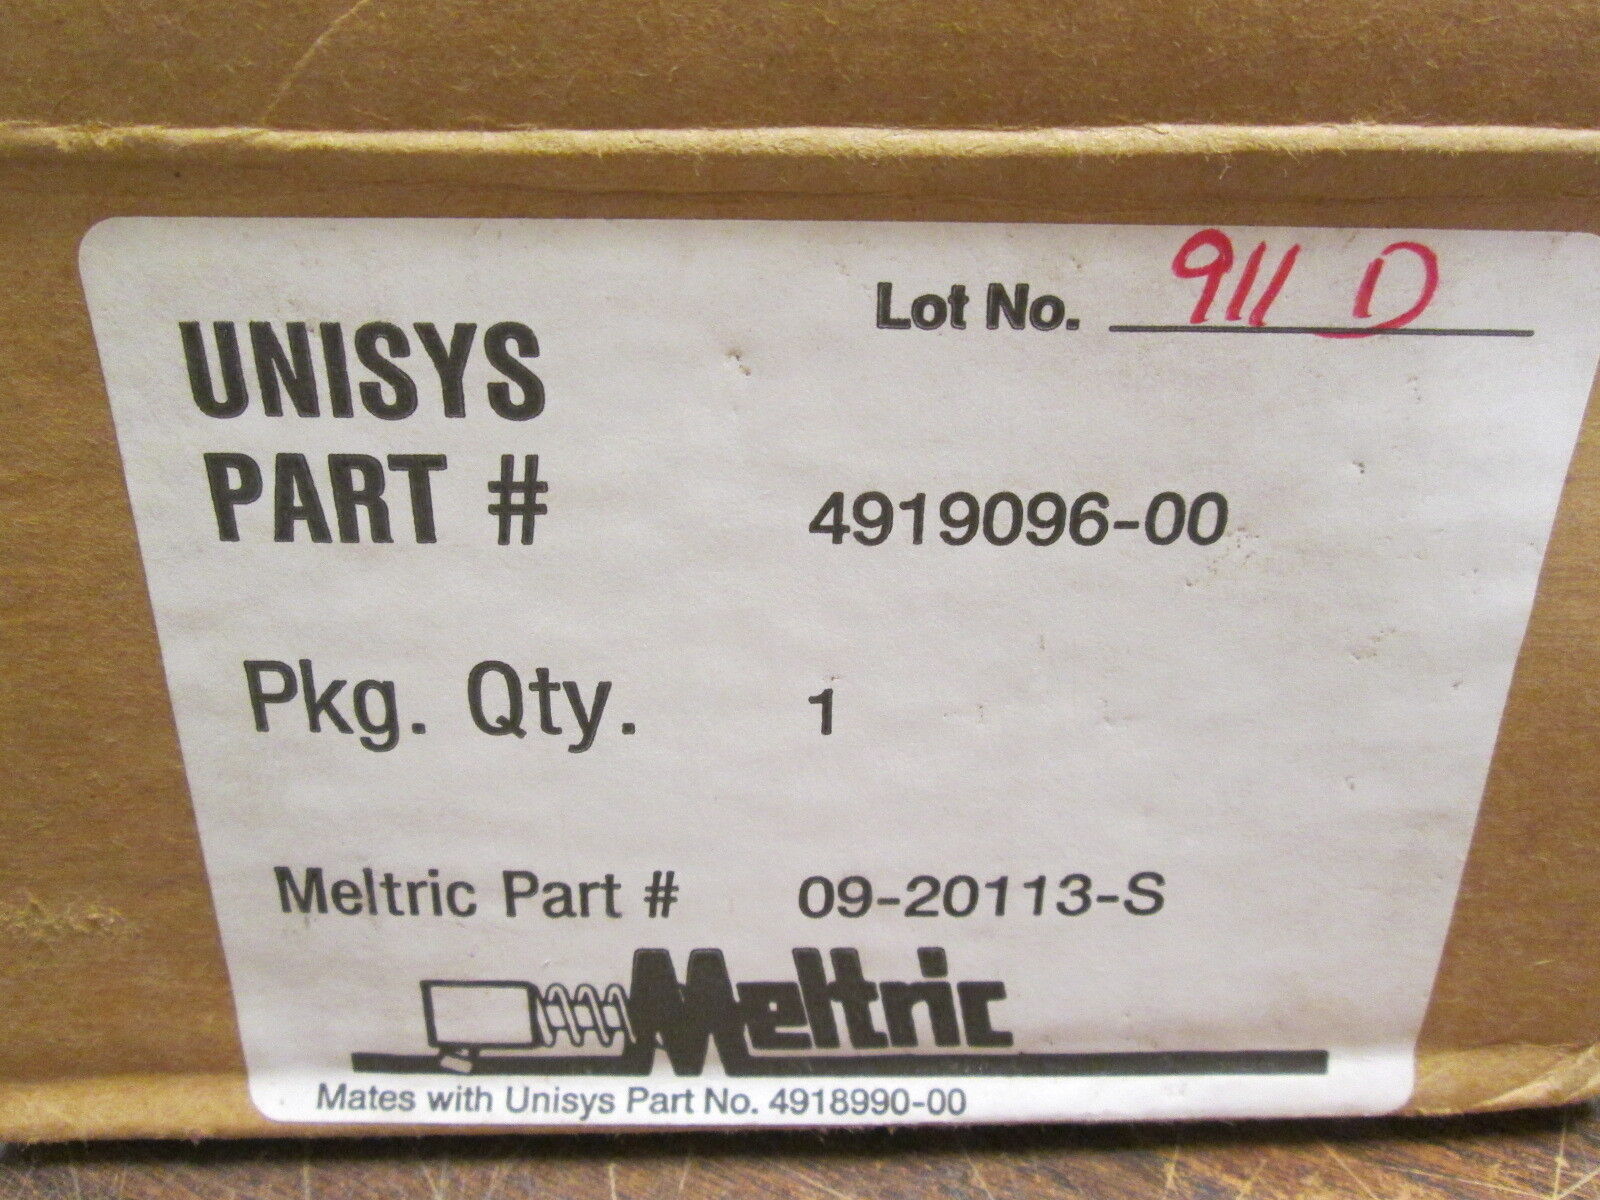 Lot No. 911 D
UNISYS
PART # 4919096-00
Pkg. Qty. 1
Meltric Part # 09-20113-S
Meltric
Mates with Unisys Part No. 4918990-00